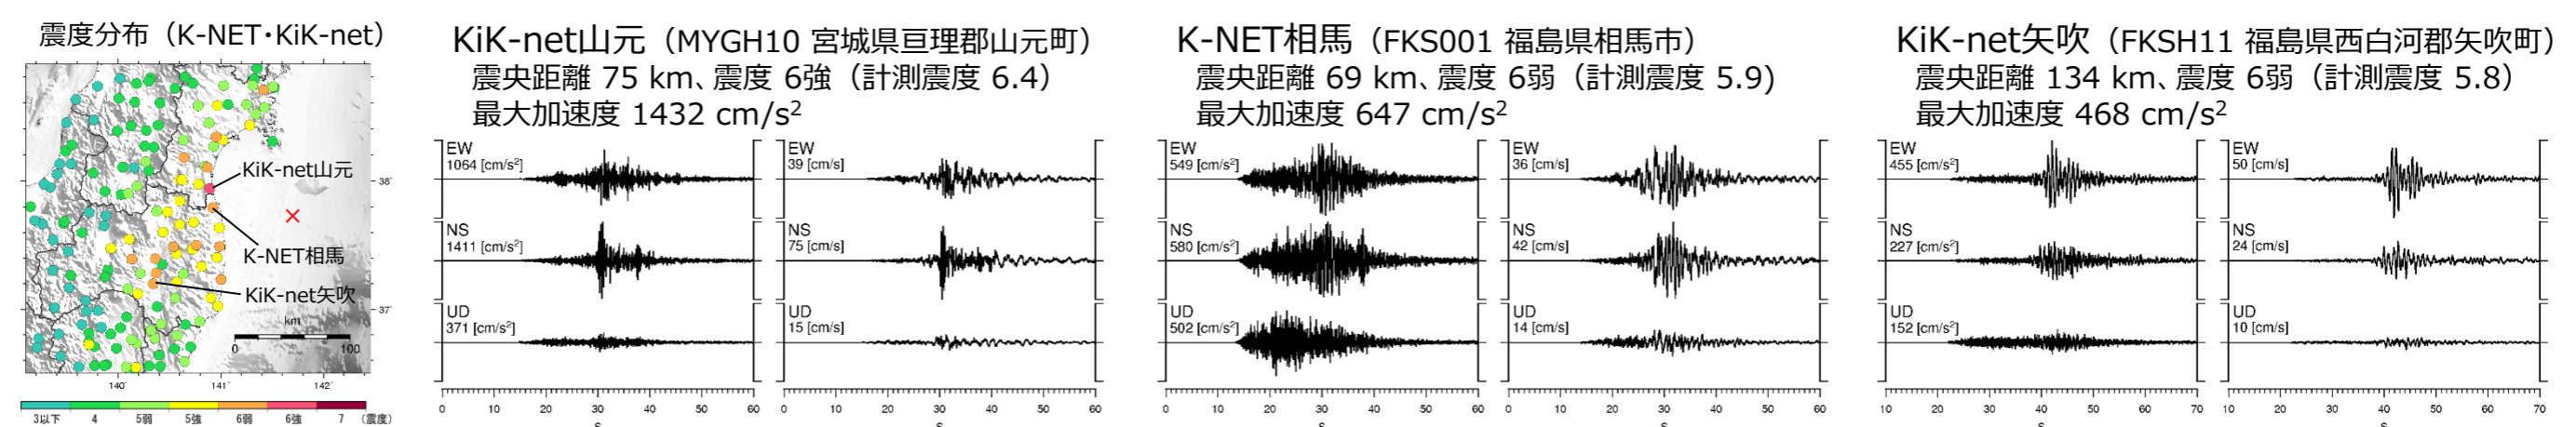 震度分布（K-NET・KiK-net）
KiK-net山元
K-NET相馬
KiK-net矢吹
38°
37°
km
0 100
140° 141° 142°
3以下 4 5弱 5強 6弱 6強 7 （震度）
KiK-net山元（MYGH10 宮城県亘理郡山元町）
震央距離 75 km、震度 6強（計測震度 6.4）
最大加速度 1432 cm/s²
EW
1064 [cm/s²]
NS
1411 [cm/s²]
UD
371 [cm/s²]
0 10 20 30 40 50 60
s
EW
39 [cm/s]
NS
75 [cm/s]
UD
15 [cm/s]
0 10 20 30 40 50 60
s
K-NET相馬（FKS001 福島県相馬市）
震央距離 69 km、震度 6弱（計測震度 5.9)
最大加速度 647 cm/s²
EW
549 [cm/s²]
NS
580 [cm/s²]
UD
502 [cm/s²]
0 10 20 30 40 50 60
s
EW
36 [cm/s]
NS
42 [cm/s]
UD
14 [cm/s]
0 10 20 30 40 50 60
s
KiK-net矢吹（FKSH11 福島県西白河郡矢吹町）
震央距離 134 km、震度 6弱（計測震度 5.8）
最大加速度 468 cm/s²
EW
455 [cm/s²]
NS
227 [cm/s²]
UD
152 [cm/s²]
10 20 30 40 50 60 70
s
EW
50 [cm/s]
NS
24 [cm/s]
UD
10 [cm/s]
10 20 30 40 50 60 70
s